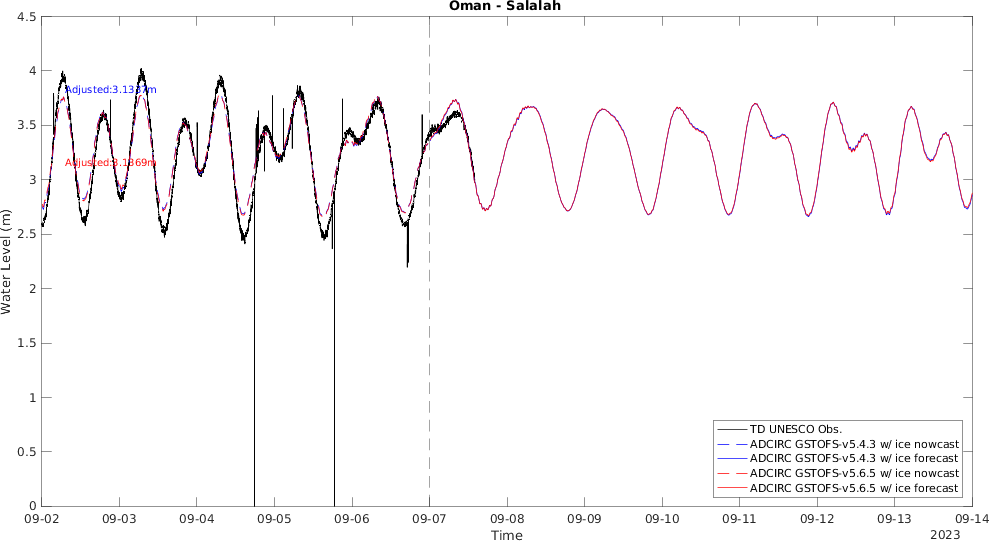 Oman - Salalah
4.5
4
3.5
3
2.5
2
1.5
1
0.5
0
Water Level (m)
Adjusted:3.1337m
Adjusted:3.1369m
TD UNESCO Obs.
ADCIRC GSTOFS-v5.4.3 w/ ice nowcast
ADCIRC GSTOFS-v5.4.3 w/ ice forecast
ADCIRC GSTOFS-v5.6.5 w/ ice nowcast
ADCIRC GSTOFS-v5.6.5 w/ ice forecast
09-02 09-03 09-04 09-05 09-06 09-07 09-08 09-09 09-10 09-11 09-12 09-13 09-14
Time
2023